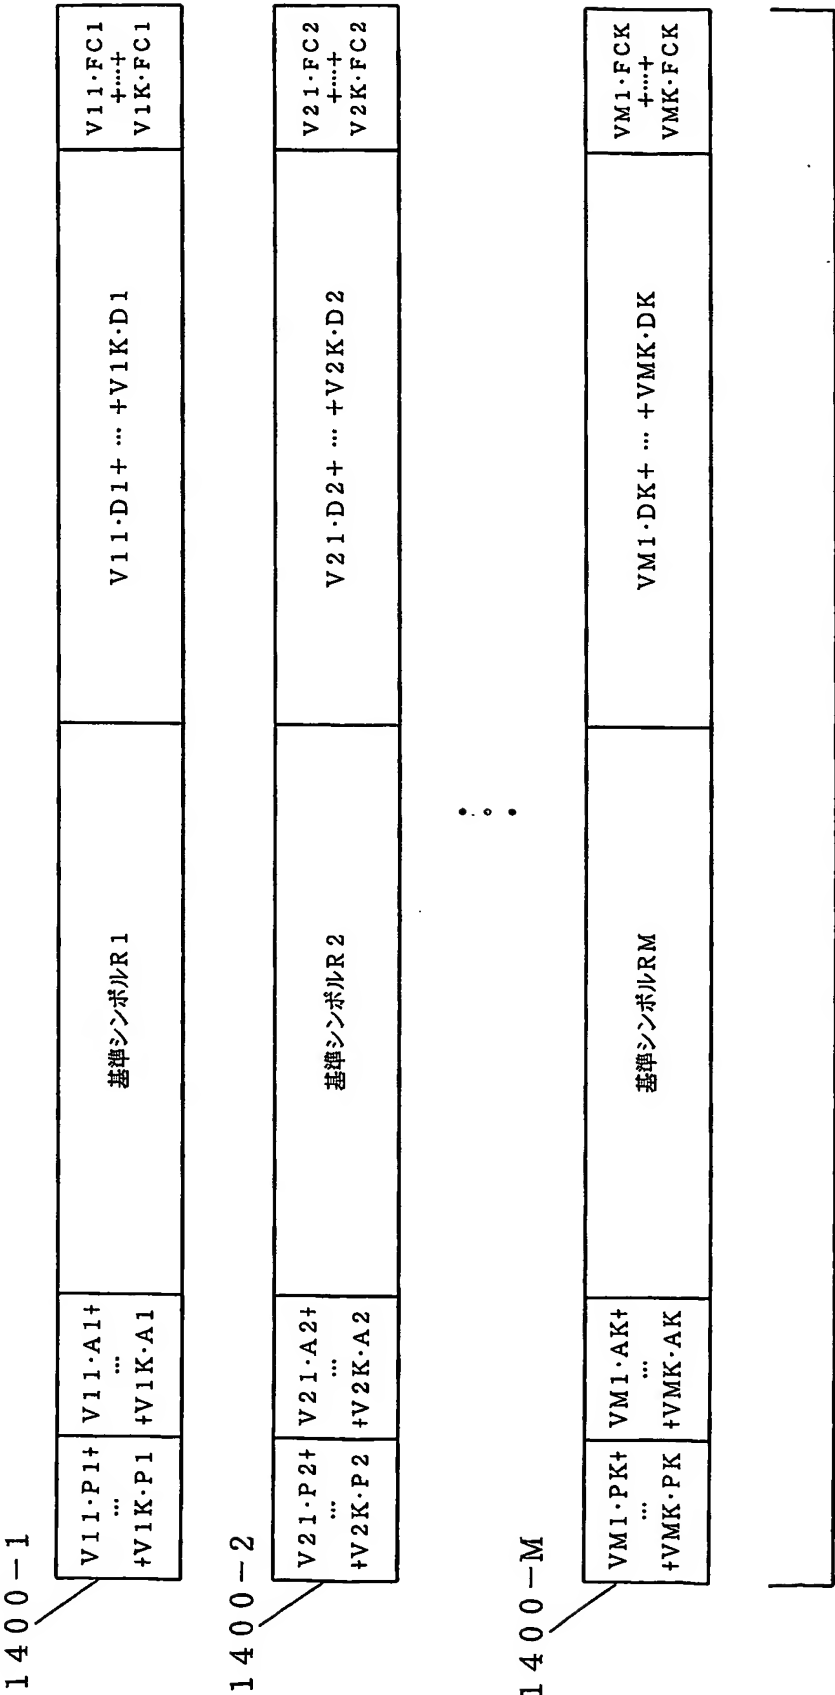 1400-1
V11·P1+
…
+V1K·P1
V11·A1+
…
+V1K·A1
基準シンボルR1
V11·D1+ … +V1K·D1
V11·FC1
+…+
V1K·FC1
1400-2
V21·P2+
…
+V2K·P2
V21·A2+
…
+V2K·A2
基準シンボルR2
V21·D2+ … +V2K·D2
V21·FC2
+…+
V2K·FC2
1400-M
VM1·PK+
…
+VMK·PK
VM1·AK+
…
+VMK·AK
基準シンボルRM
VM1·DK+ … +VMK·DK
VM1·FCK
+…+
VMK·FCK